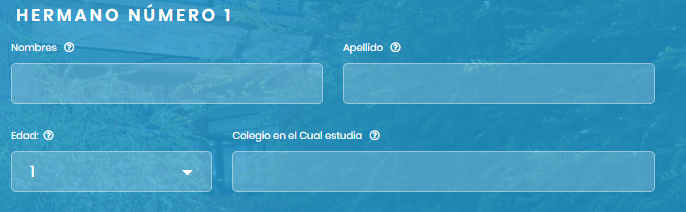 HERMANO NÚMERO 1
Nombres
Apellido
Edad:
Colegio en el Cual estudia
1